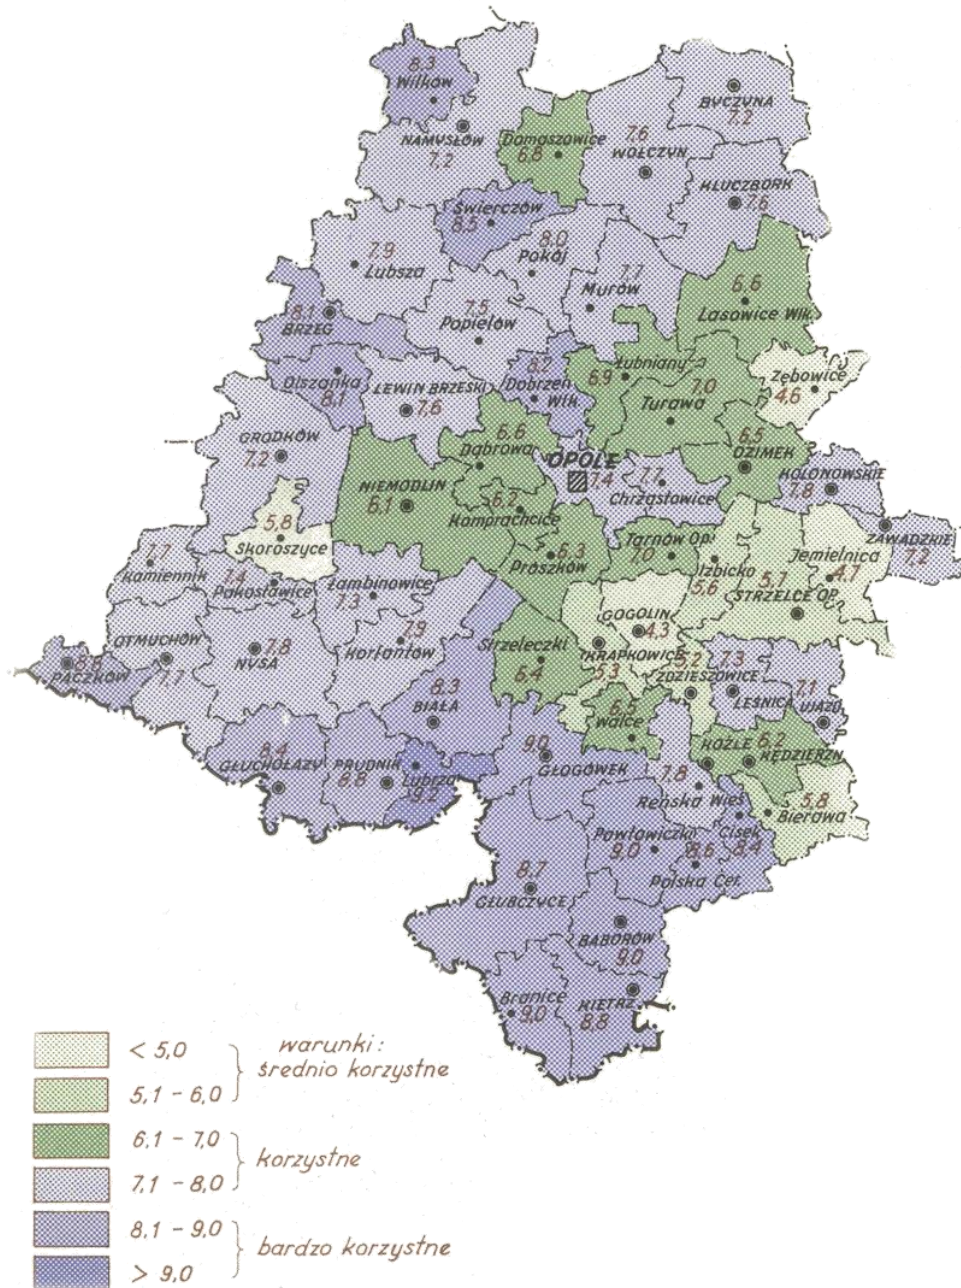 8.3
Wilków
NAMYSŁÓW
7.2
Domaszowice
6.8
7.6
WOŁCZYN
BYCZYNA
7.2
KLUCZBORK
7.6
Świerczów
8.5
7.9
Lubsza
8.0
Pokój
7.7
Murów
6.6
Lasowice Wlk.
8.1
BRZEG
7.5
Popielów
Olszanka
8.1
LEWIN BRZESKI
7.6
8.2
Dobrzeń
Wlk.
Łubniany
6.9
7.0
Turawa
Zębowice
4.6
GRODKÓW
7.2
6.6
Dąbrowa
OPOLE
7.4
7.7
Chrząstowice
6.5
OZIMEK
KOLONOWSKIE
7.8
NIEMODLIN
6.1
6.2
Komprachcice
5.8
Skoroszyce
6.3
Prószków
Tarnów Op.
7.0
Izbicko
5.6
ZAWADZKIE
7.2
Jemielnica
4.7
5.7
STRZELCE OP.
7.7
Kamiennik
7.4
Pakosławice
Łambinowice
7.3
OTMUCHÓW
7.7
7.8
NYSA
7.9
Korfantów
Strzeleczki
6.4
GOGOLIN
4.3
KRAPKOWICE
5.3
5.2
ZDZIESZOWICE
7.3
LEŚNICA
7.1
UJAZD
8.8
PACZKÓW
8.3
BIAŁA
6.5
Walce
8.4
GŁUCHOŁAZY
PRUDNIK
8.8
Lubrza
9.2
9.0
GŁOGÓWEK
KOŹLE
6.2
KĘDZIERZYN
7.8
Reńska Wieś
5.8
Bierawa
Pawłowiczki
9.0
Cisek
8.4
8.6
Polska Cer.
8.7
GŁUBCZYCE
BABORÓW
9.0
Branice
9.0
KIETRZ
8.8
< 5,0
warunki:
średnio korzystne
5,1 – 6,0
6,1 – 7,0
korzystne
7,1 – 8,0
8,1 – 9,0
bardzo korzystne
> 9,0